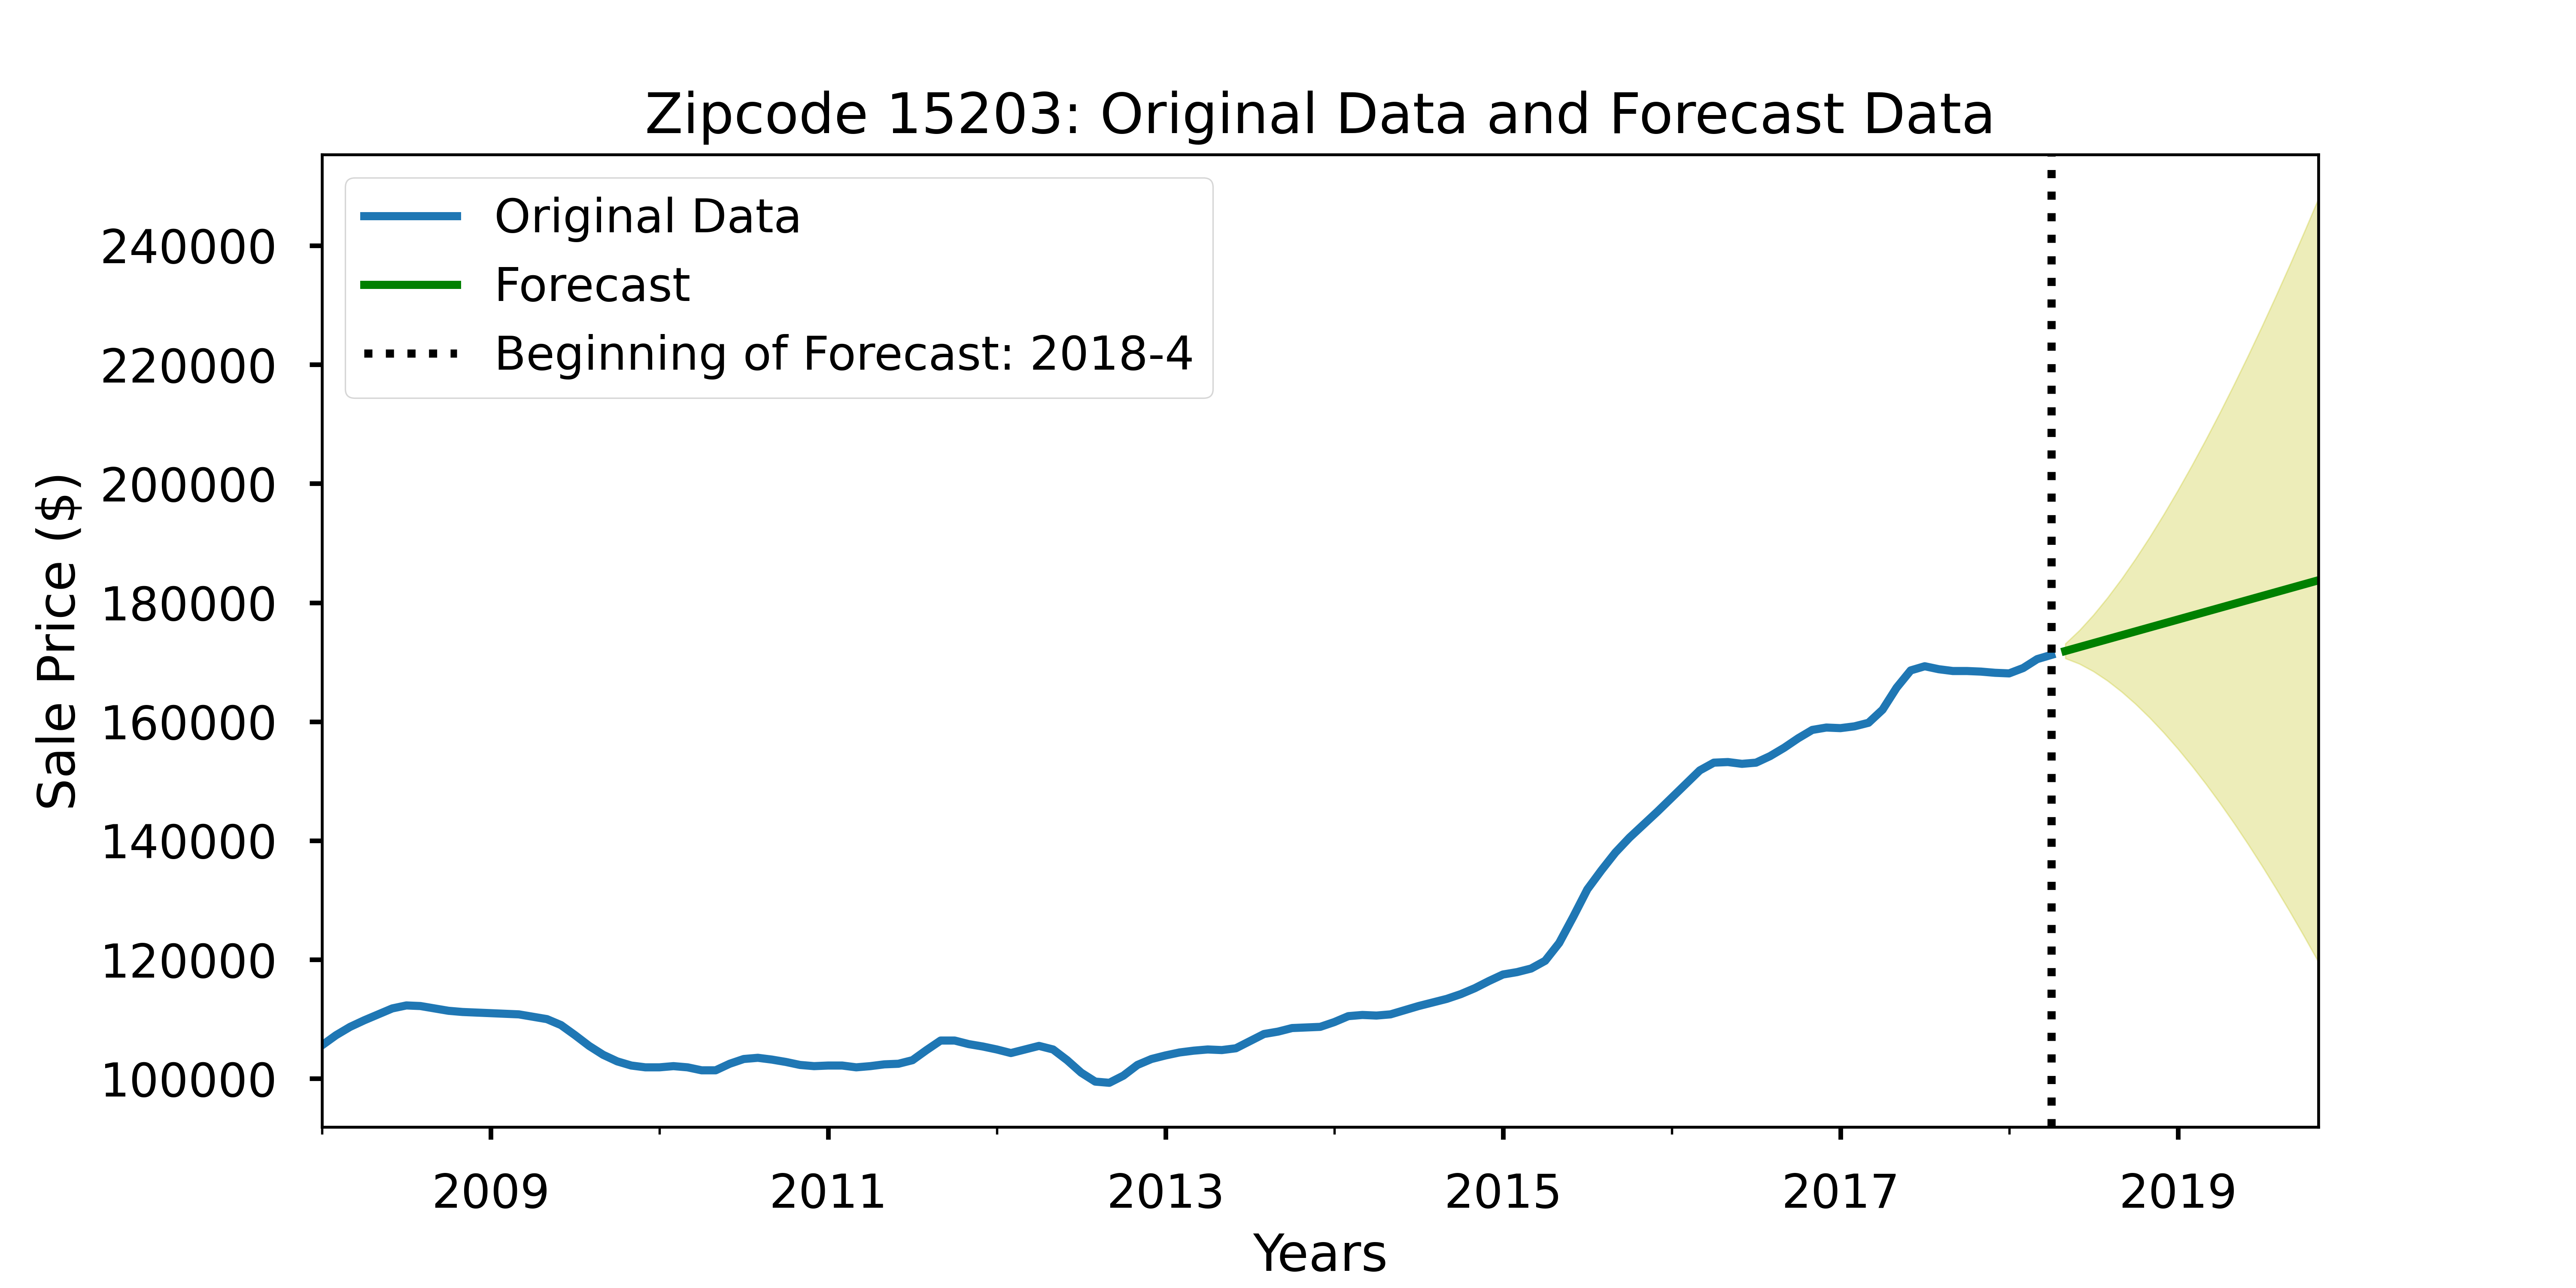 Zipcode 15203: Original Data and Forecast Data
Original Data
Forecast
Beginning of Forecast: 2018-4
Sale Price ($)
240000
220000
200000
180000
160000
140000
120000
100000
2009 2011 2013 2015 2017 2019
Years